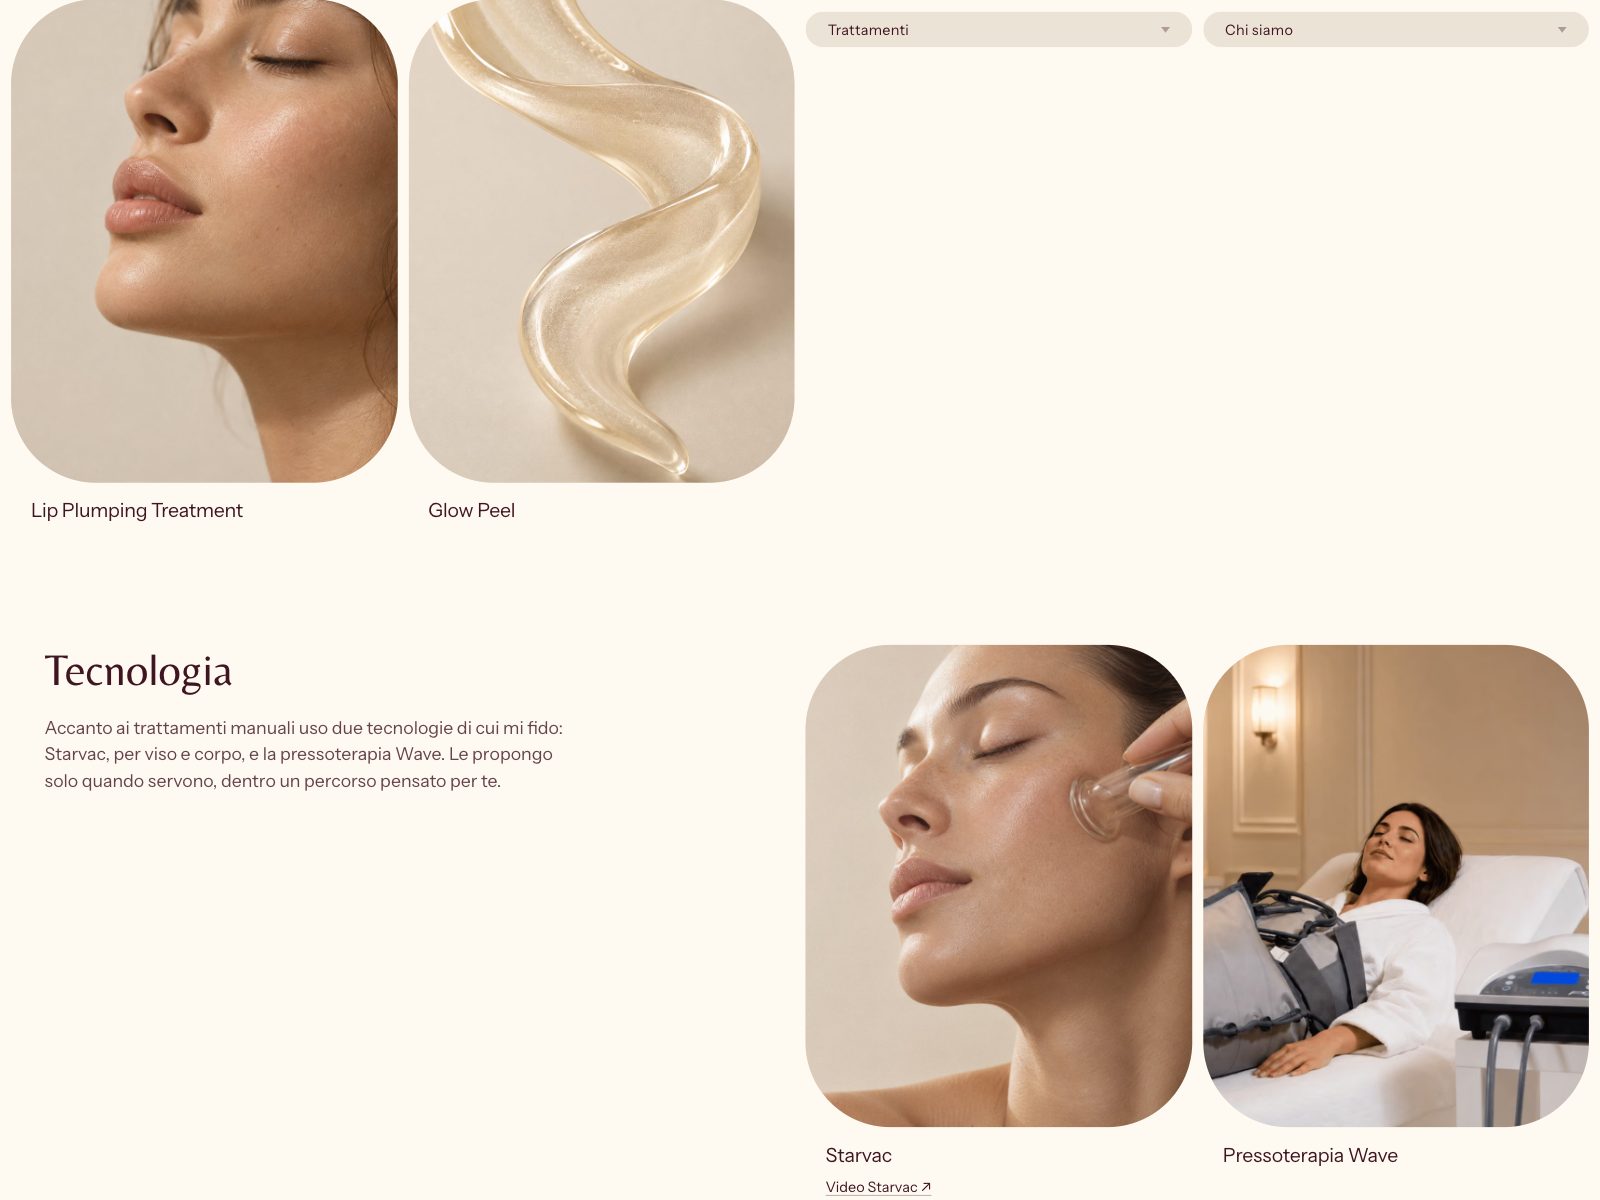 Trattamenti
Chi siamo
Lip Plumping Treatment
Glow Peel
Tecnologia
Accanto ai trattamenti manuali uso due tecnologie di cui mi fido:
Starvac, per viso e corpo, e la pressoterapia Wave. Le propongo
solo quando servono, dentro un percorso pensato per te.
Starvac
Video Starvac ↗
Pressoterapia Wave